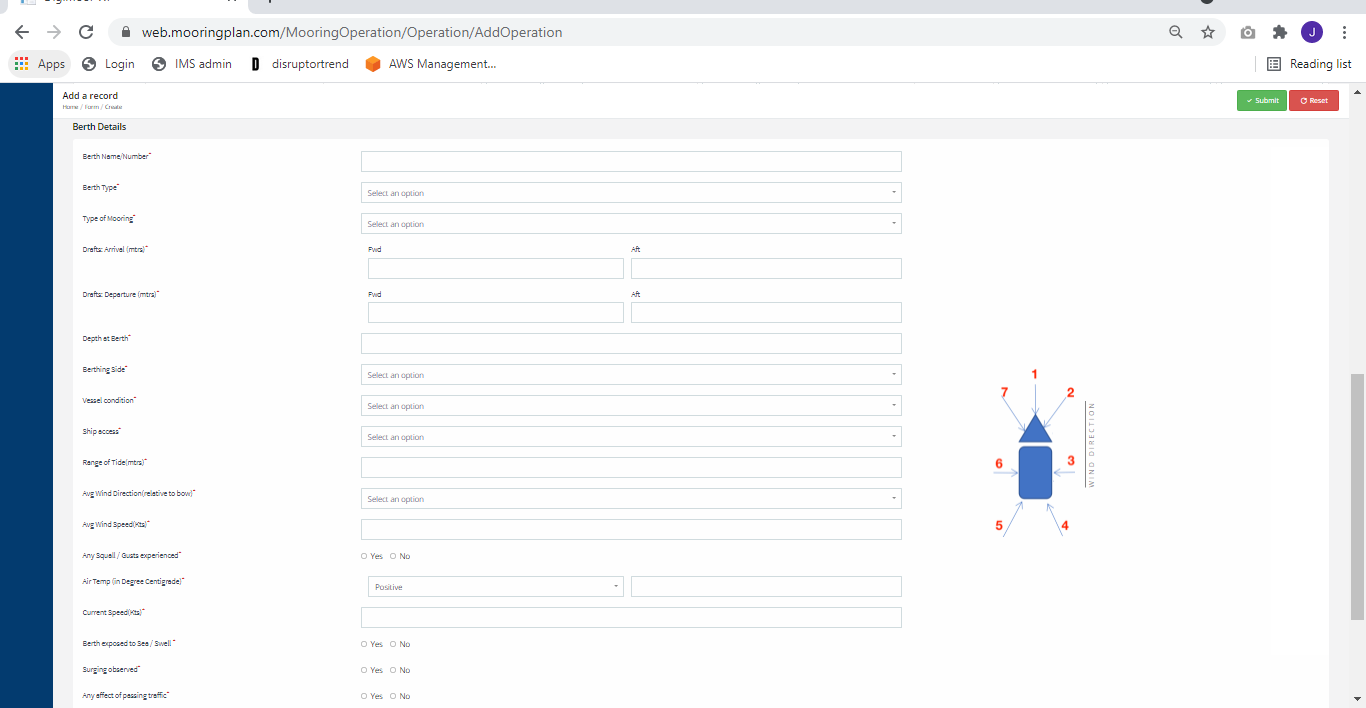 web.mooringplan.com/MooringOperation/Operation/AddOperation
J
Apps Login IMS admin D disruptortrend AWS Management... Reading list
Add a record
Home / Form / Create
Submit Reset
Berth Details
Berth Name/Number*
Berth Type* Select an option
Type of Mooring* Select an option
Drafts: Arrival (mtrs)* Fwd Aft
Drafts: Departure (mtrs)* Fwd Aft
Depth at Berth*
Berthing Side* Select an option
Vessel condition* Select an option
Ship access* Select an option
Range of Tide(mtrs)*
Avg Wind Direction(relative to bow)* Select an option
Avg Wind Speed(Kts)*
Any Squall / Gusts experienced* Yes No
Air Temp (in Degree Centigrade)* Positive
Current Speed(Kts)*
Berth exposed to Sea / Swell * Yes No
Surging observed* Yes No
Any effect of passing traffic* Yes No
1
7 2
6 3
5 4
WIND DIRECTION